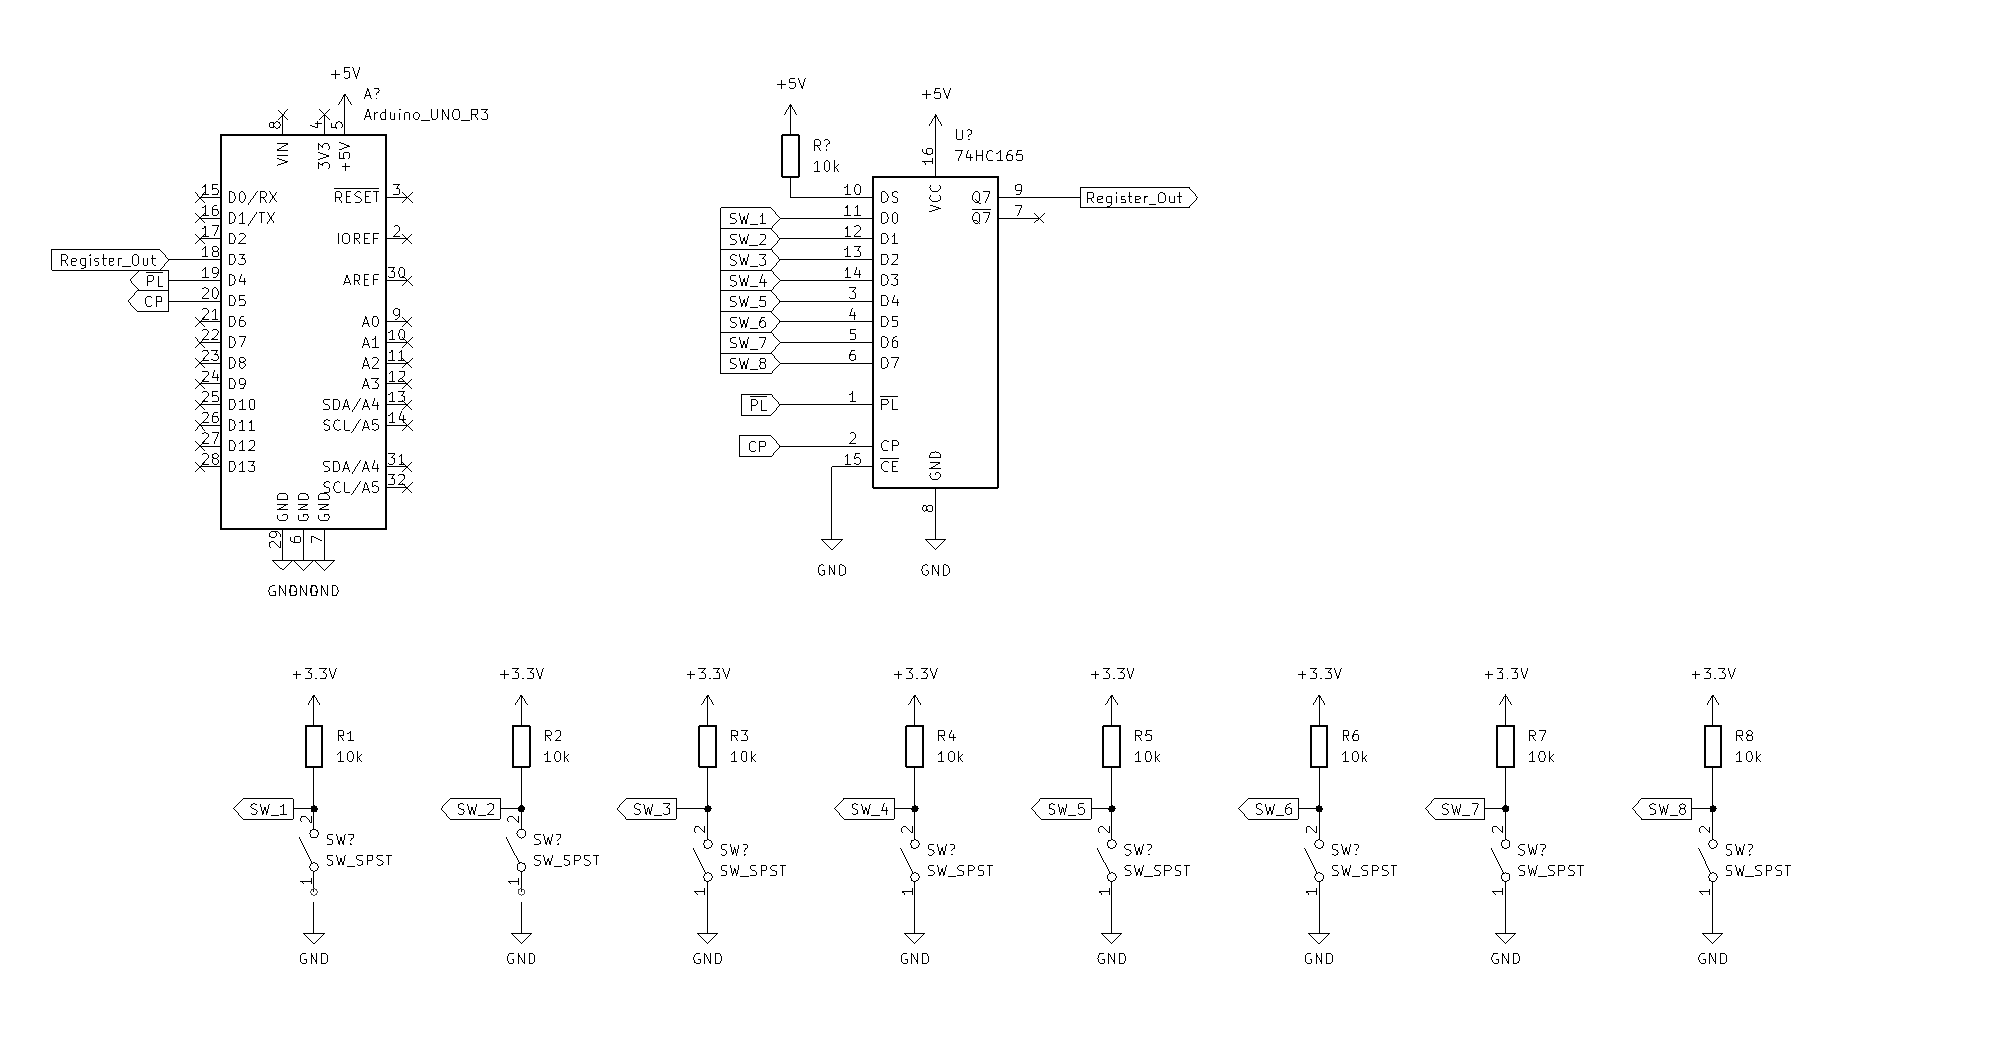 +5V
A?
Arduino_UNO_R3
8
4
5
VIN
3V3
+5V
15 D0/RX
16 D1/TX
17 D2
Register_Out 18 D3
PL 19 D4
CP 20 D5
21 D6
22 D7
23 D8
24 D9
25 D10
26 D11
27 D12
28 D13
RESET 3
IOREF 2
AREF 30
A0 9
A1 10
A2 11
A3 12
SDA/A4 13
SCL/A5 14
SDA/A4 31
SCL/A5 32
GND GND GND
29 6 7
GND GND GND
+5V
R?
10k
+5V
16
U?
74HC165
VCC
10 DS
SW_1 11 D0
SW_2 12 D1
SW_3 13 D2
SW_4 14 D3
SW_5 3 D4
SW_6 4 D5
SW_7 5 D6
SW_8 6 D7
PL 1 PL
CP 2 CP
15 CE
Q7 9 Register_Out
Q7 7
GND
8
GND
GND
+3.3V
R1
10k
SW_1
2
SW?
SW_SPST
1
GND
+3.3V
R2
10k
SW_2
2
SW?
SW_SPST
1
GND
+3.3V
R3
10k
SW_3
2
SW?
SW_SPST
1
GND
+3.3V
R4
10k
SW_4
2
SW?
SW_SPST
1
GND
+3.3V
R5
10k
SW_5
2
SW?
SW_SPST
1
GND
+3.3V
R6
10k
SW_6
2
SW?
SW_SPST
1
GND
+3.3V
R7
10k
SW_7
2
SW?
SW_SPST
1
GND
+3.3V
R8
10k
SW_8
2
SW?
SW_SPST
1
GND